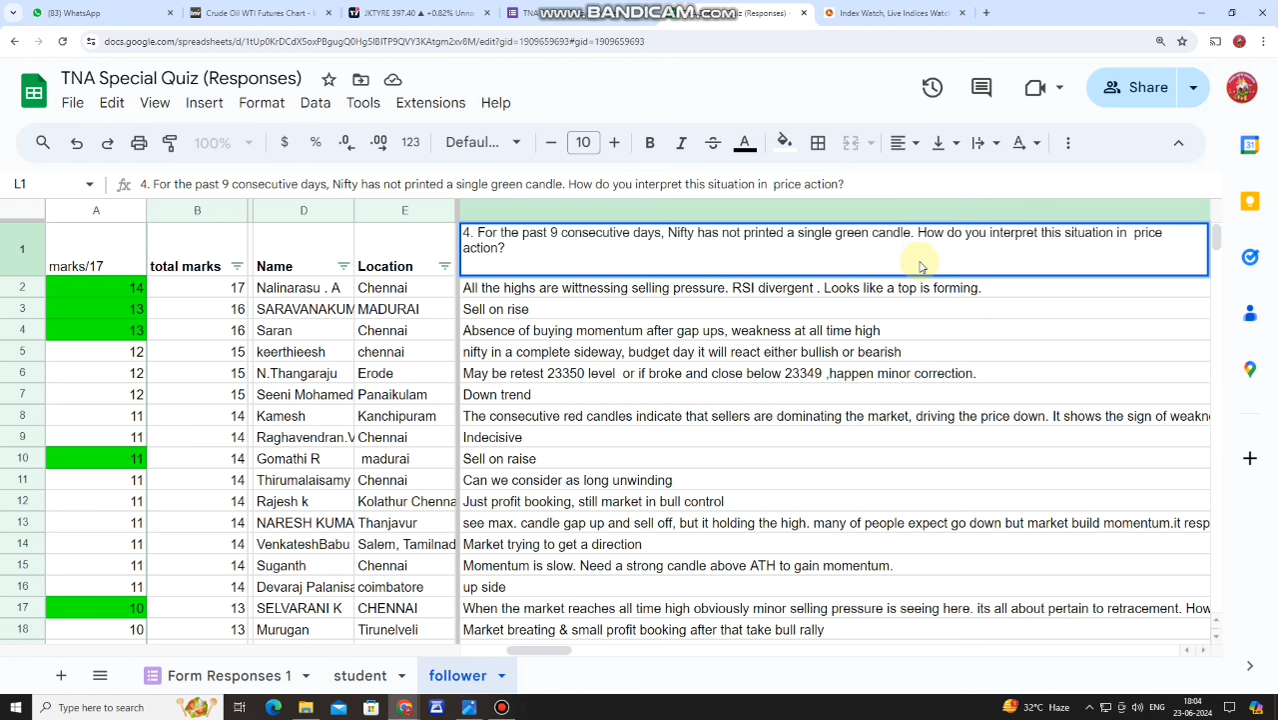 (83) WhatsApp
Crude Oil WTI Futures Chart -
JKTYRE 397.40 ▲ +0.82% Unna
TNA
www.BANDICAM.com
Quiz (Responses)
Index Watch, Live Indices Watch
docs.google.com/spreadsheets/d/1tUp0KrDCdX5oxPBgugQ0Hg5IBITP9QVY3KAtgm2xv8M/edit?gid=1909659693#gid=1909659693
TNA Special Quiz (Responses)
File Edit View Insert Format Data Tools Extensions Help
Share
100% $ % .0 .00 123 Defaul... 10 B I A A
L1 fx 4. For the past 9 consecutive days, Nifty has not printed a single green candle. How do you interpret this situation in price action?
A B D E
1 marks/17 total marks Name Location 4. For the past 9 consecutive days, Nifty has not printed a single green candle. How do you interpret this situation in price
action?
2 14 17 Nalinarasu . A Chennai All the highs are wittnessing selling pressure. RSI divergent . Looks like a top is forming.
3 13 16 SARAVANAKUM MADURAI Sell on rise
4 13 16 Saran Chennai Absence of buying momentum after gap ups, weakness at all time high
5 12 15 keerthieesh chennai nifty in a complete sideway, budget day it will react either bullish or bearish
6 12 15 N.Thangaraju Erode May be retest 23350 level or if broke and close below 23349 ,happen minor correction.
7 12 15 Seeni Mohamed Panaikulam Down trend
8 11 14 Kamesh Kanchipuram The consecutive red candles indicate that sellers are dominating the market, driving the price down. It shows the sign of weakn
9 11 14 Raghavendran.V Chennai Indecisive
10 11 14 Gomathi R madurai Sell on raise
11 11 14 Thirumalaisamy Chennai Can we consider as long unwinding
12 11 14 Rajesh k Kolathur Chenna Just profit booking, still market in bull control
13 11 14 NARESH KUMA Thanjavur see max. candle gap up and sell off, but it holding the high. many of people expect go down but market build momentum.it resp
14 11 14 VenkateshBabu Salem, Tamilnad Market trying to get a direction
15 11 14 Suganth Chennai Momentum is slow. Need a strong candle above ATH to gain momentum.
16 11 14 Devaraj Palanisa coimbatore up side
17 10 13 SELVARANI K CHENNAI When the market reaches all time high obviously minor selling pressure is seeing here. its all about pertain to retracement. How
18 10 13 Murugan Tirunelveli Market breating & small profit booking after that take bull rally
Form Responses 1 student follower
Type here to search
32°C Haze ENG 18:04
23-06-2024